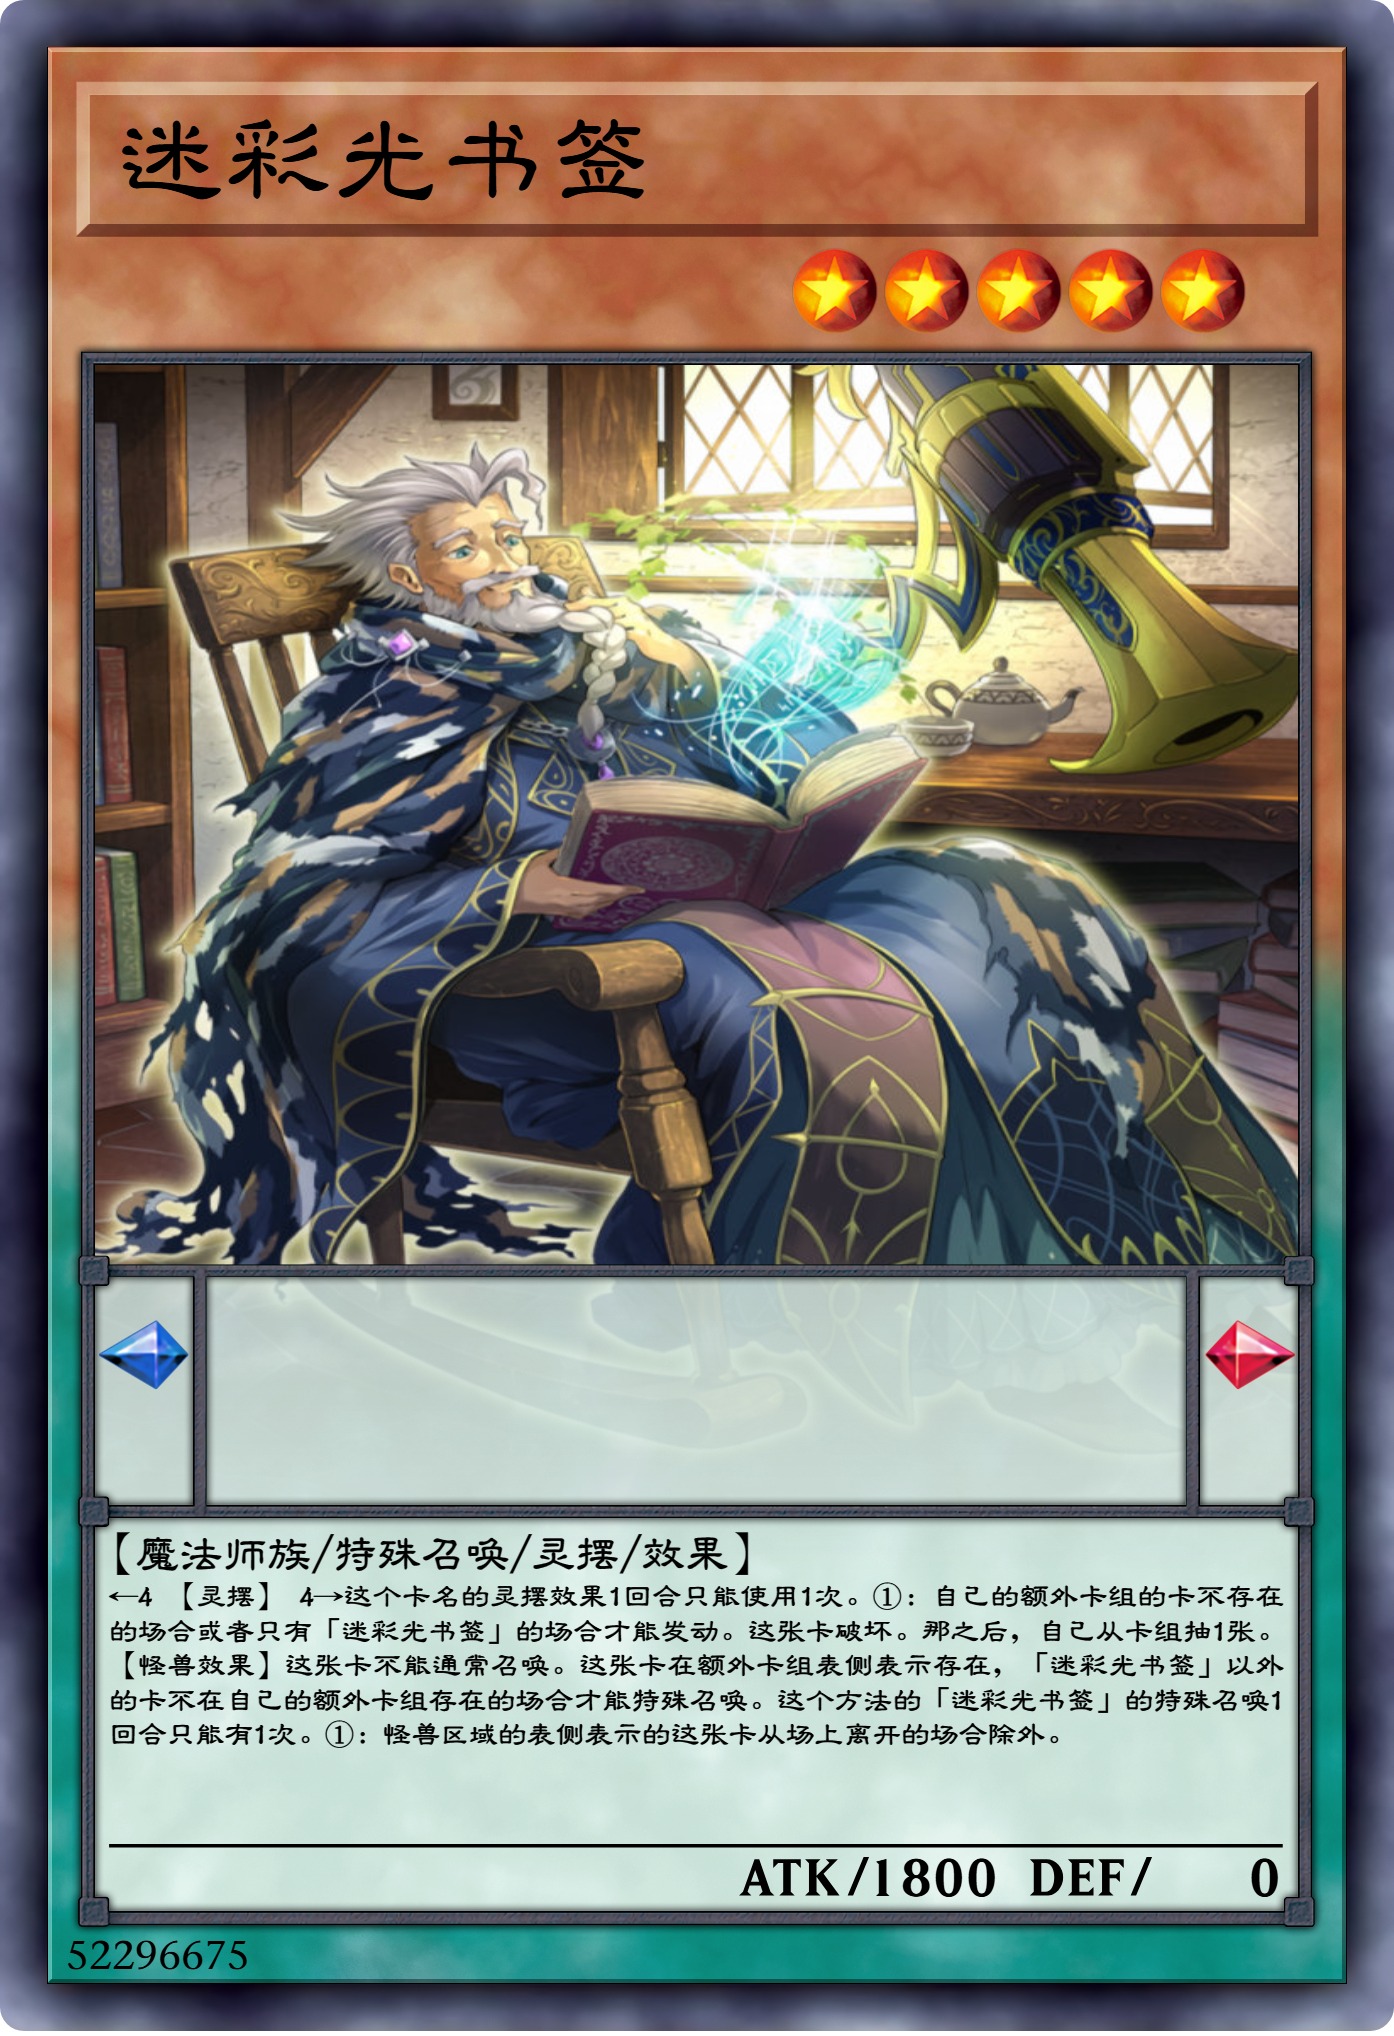 迷彩光书签
【魔法师族/特殊召唤/灵摆/效果】
←4 【灵摆】 4→这个卡名的灵摆效果1回合只能使用1次。①：自己的额外卡组的卡不存在
的场合或者只有「迷彩光书签」的场合才能发动。这张卡破坏。那之后，自己从卡组抽1张。
【怪兽效果】这张卡不能通常召唤。这张卡在额外卡组表侧表示存在，「迷彩光书签」以外
的卡不在自己的额外卡组存在的场合才能特殊召唤。这个方法的「迷彩光书签」的特殊召唤1
回合只能有1次。①：怪兽区域的表侧表示的这张卡从场上离开的场合除外。
ATK/1800 DEF/ 0
52296675